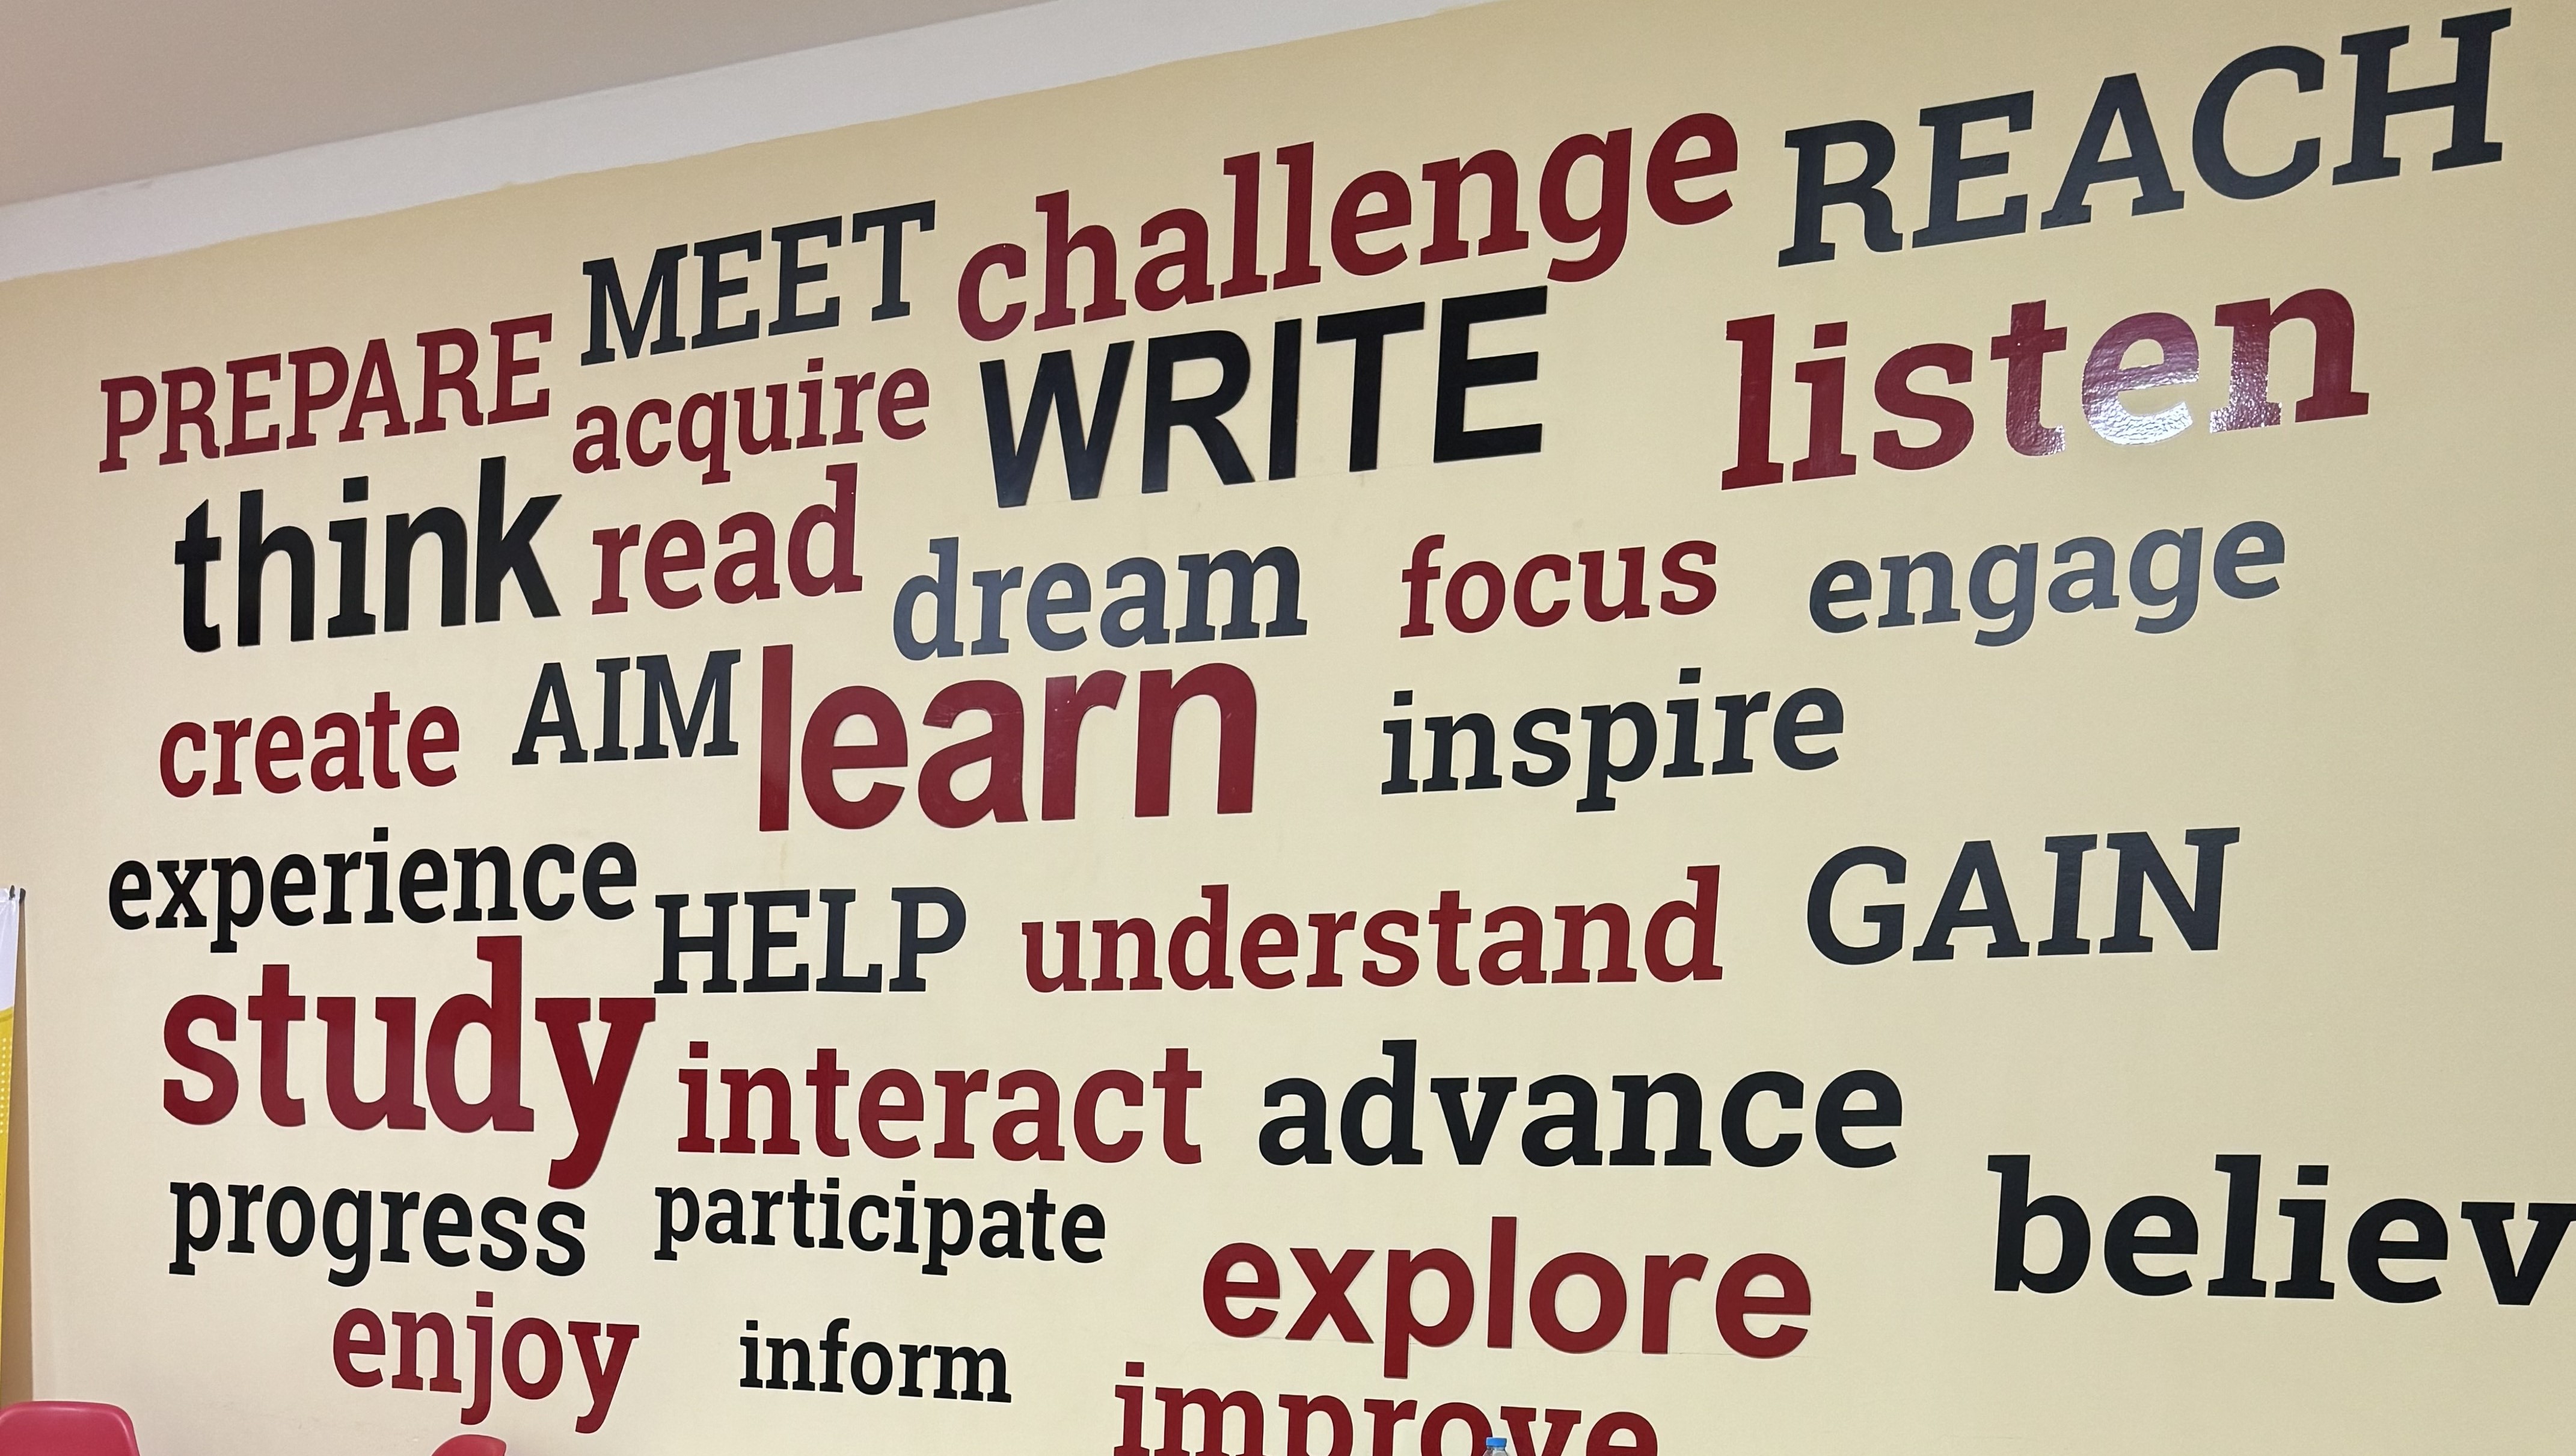 PREPARE MEET challenge REACH
acquire WRITE listen
think read dream focus engage
create AIM learn inspire
experience HELP understand GAIN
study interact advance
progress participate explore believ
enjoy inform improve